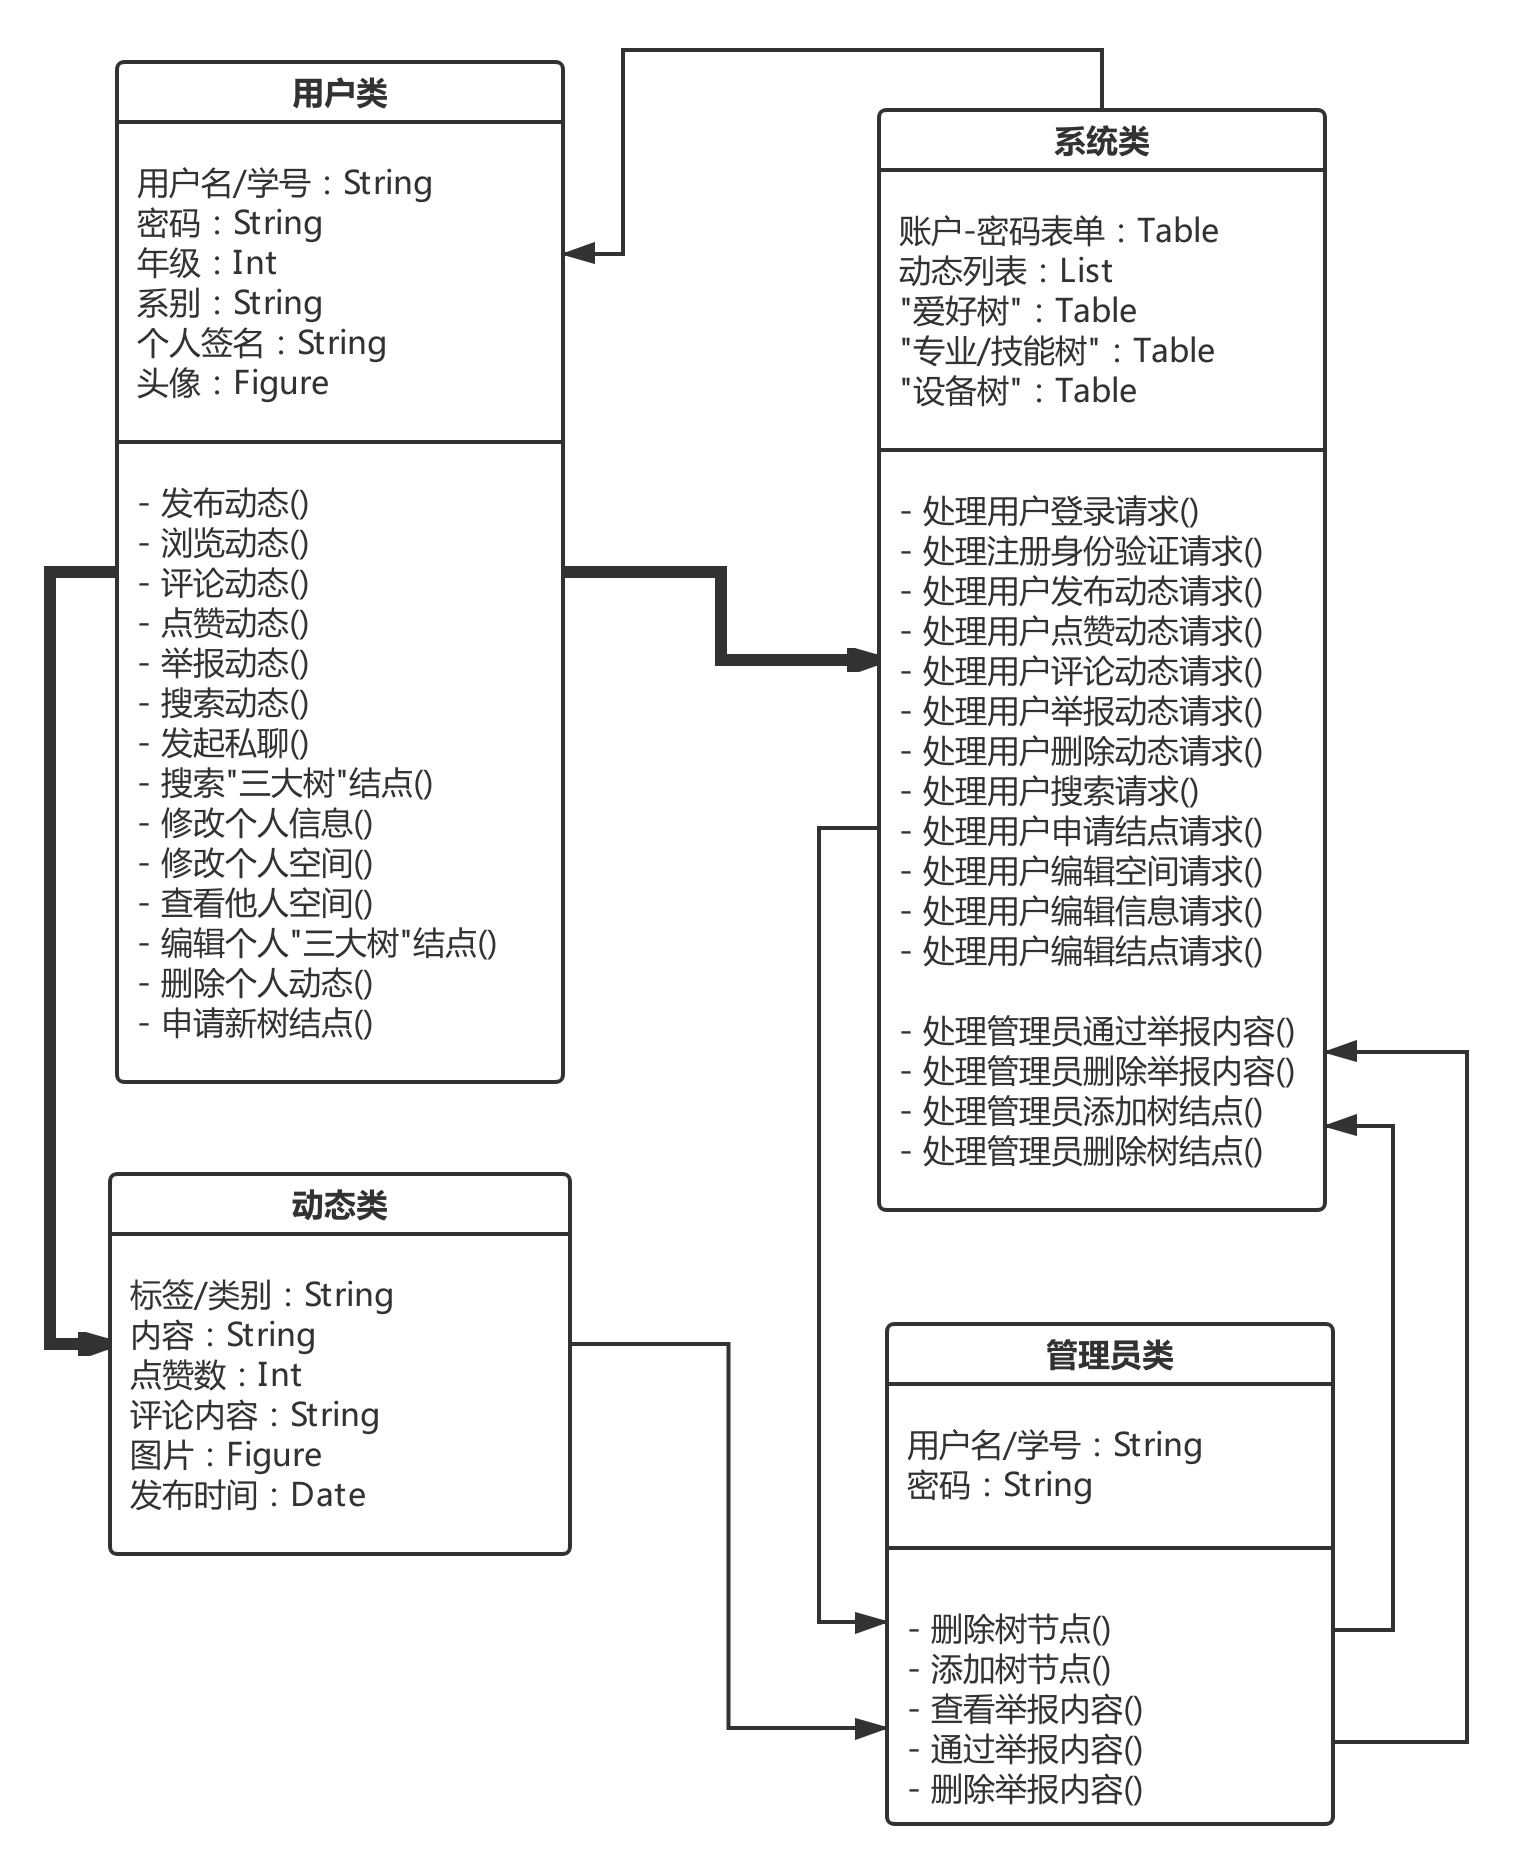 用户类
用户名/学号：String
密码：String
年级：Int
系别：String
个人签名：String
头像：Figure
- 发布动态()
- 浏览动态()
- 评论动态()
- 点赞动态()
- 举报动态()
- 搜索动态()
- 发起私聊()
- 搜索"三大树"结点()
- 修改个人信息()
- 修改个人空间()
- 查看他人空间()
- 编辑个人"三大树"结点()
- 删除个人动态()
- 申请新树结点()
系统类
账户-密码表单：Table
动态列表：List
"爱好树"：Table
"专业/技能树"：Table
"设备树"：Table
- 处理用户登录请求()
- 处理注册身份验证请求()
- 处理用户发布动态请求()
- 处理用户点赞动态请求()
- 处理用户评论动态请求()
- 处理用户举报动态请求()
- 处理用户删除动态请求()
- 处理用户搜索请求()
- 处理用户申请结点请求()
- 处理用户编辑空间请求()
- 处理用户编辑信息请求()
- 处理用户编辑结点请求()
- 处理管理员通过举报内容()
- 处理管理员删除举报内容()
- 处理管理员添加树结点()
- 处理管理员删除树结点()
动态类
标签/类别：String
内容：String
点赞数：Int
评论内容：String
图片：Figure
发布时间：Date
管理员类
用户名/学号：String
密码：String
- 删除树节点()
- 添加树节点()
- 查看举报内容()
- 通过举报内容()
- 删除举报内容()